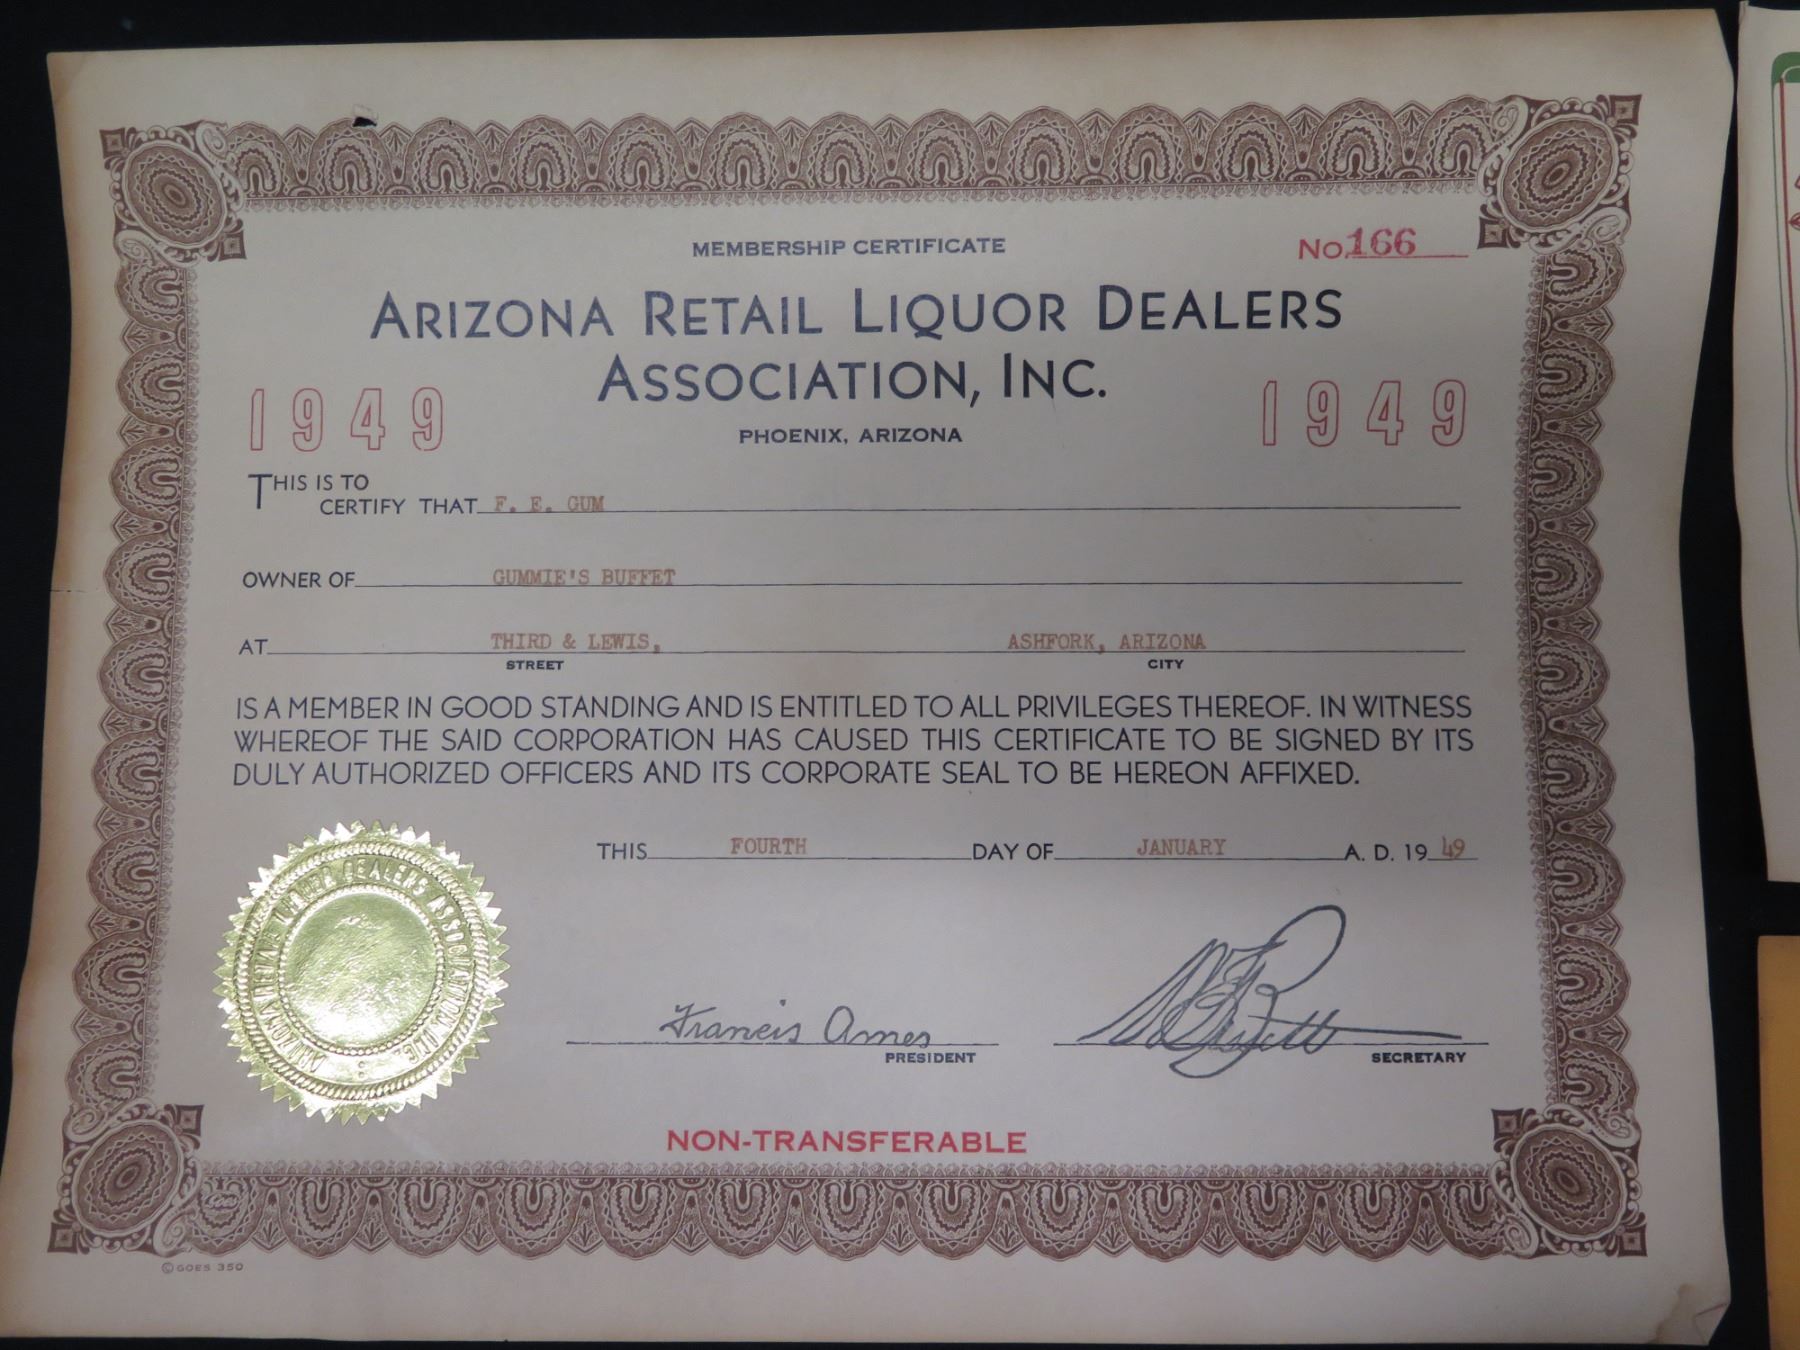 MEMBERSHIP CERTIFICATE
No. 166
ARIZONA RETAIL LIQUOR DEALERS
ASSOCIATION, INC.
1949 1949
PHOENIX, ARIZONA
THIS IS TO
CERTIFY THAT F. E. GUM
OWNER OF GUMMIE'S BUFFET
AT THIRD & LEWIS, ASHFORK, ARIZONA
STREET CITY
IS A MEMBER IN GOOD STANDING AND IS ENTITLED TO ALL PRIVILEGES THEREOF. IN WITNESS
WHEREOF THE SAID CORPORATION HAS CAUSED THIS CERTIFICATE TO BE SIGNED BY ITS
DULY AUTHORIZED OFFICERS AND ITS CORPORATE SEAL TO BE HEREON AFFIXED.
THIS FOURTH DAY OF JANUARY A. D. 19 49
Francis Ames
PRESIDENT SECRETARY
NON-TRANSFERABLE
© GOES 350